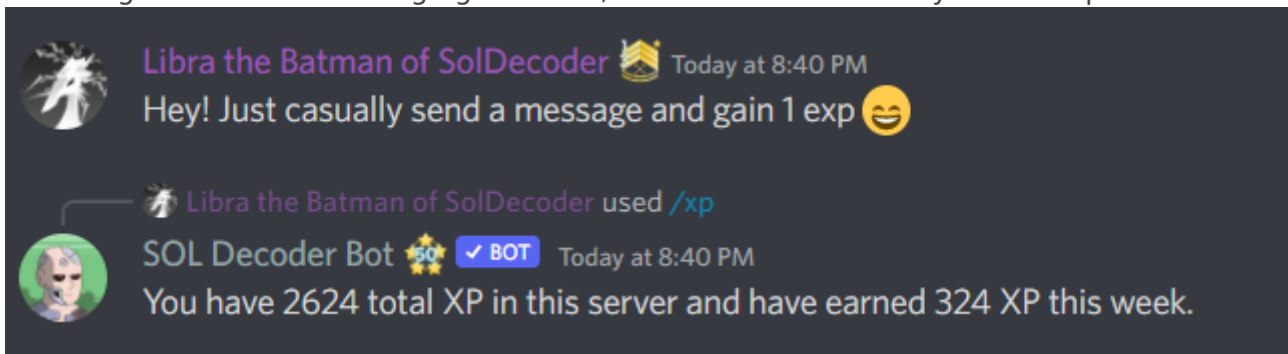 Libra the Batman of SolDecoder Today at 8:40 PM
Hey! Just casually send a message and gain 1 exp 😄
Libra the Batman of SolDecoder used /xp
SOL Decoder Bot 50 ✓ BOT Today at 8:40 PM
You have 2624 total XP in this server and have earned 324 XP this week.